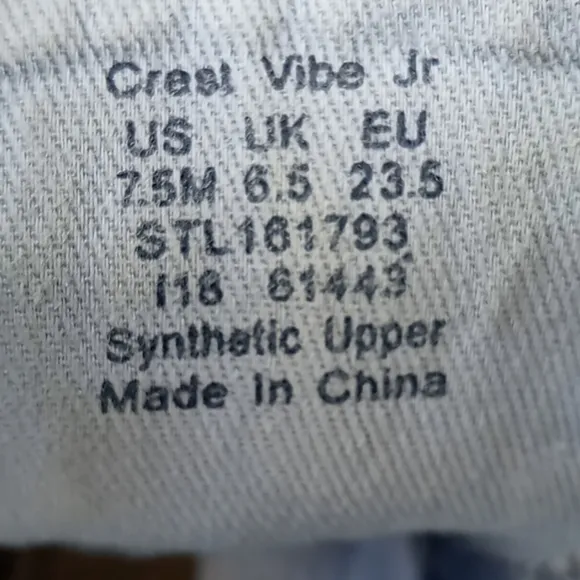 Crest Vibe Jr
US UK EU
7.5M 6.5 23.5
STL161793
I18 61443
Synthetic Upper
Made In China